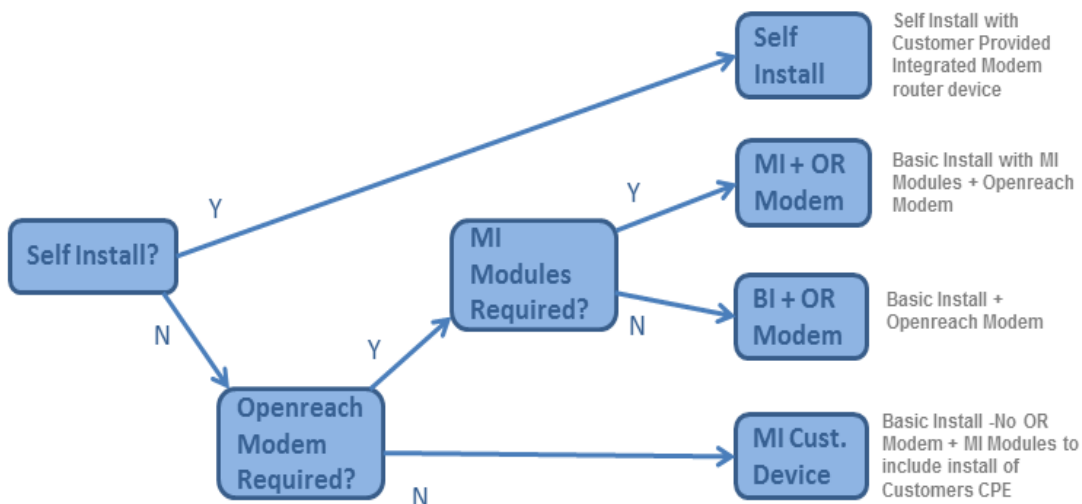 Self
Install
Self Install with
Customer Provided
Integrated Modem
router device
MI + OR
Modem
Basic Install with MI
Modules + Openreach
Modem
Y
Y
Self Install?
MI
Modules
Required?
BI + OR
Modem
Basic Install +
Openreach Modem
N
N
Y
Openreach
Modem
Required?
MI Cust.
Device
Basic Install -No OR
Modem + MI Modules to
include install of
Customers CPE
N